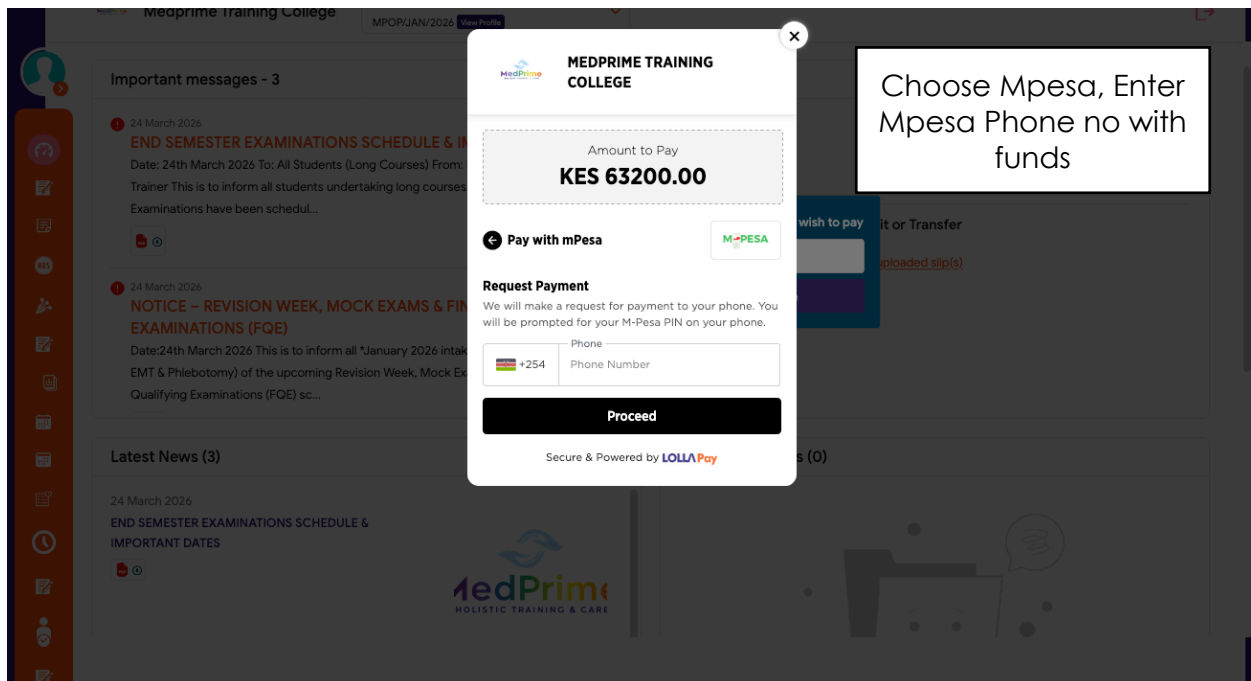 Medprime Training College
MPOP/JAN/2026 View Profile
Important messages - 3
24 March 2026
END SEMESTER EXAMINATIONS SCHEDULE & I
Date: 24th March 2026 To: All Students (Long Courses) From:
Trainer This is to inform all students undertaking long courses
Examinations have been schedul...
24 March 2026
NOTICE – REVISION WEEK, MOCK EXAMS & FIN
EXAMINATIONS (FQE)
Date:24th March 2026 This is to inform all *January 2026 intak
EMT & Phlebotomy) of the upcoming Revision Week, Mock Ex
Qualifying Examinations (FQE) sc...
Latest News (3)
24 March 2026
END SEMESTER EXAMINATIONS SCHEDULE &
IMPORTANT DATES
MedPrime
HOLISTIC TRAINING & CARE
KES
MedPrime
MEDPRIME TRAINING
COLLEGE
Amount to Pay
KES 63200.00
Pay with mPesa
M-PESA
Request Payment
We will make a request for payment to your phone. You
will be prompted for your M-Pesa PIN on your phone.
Phone
+254 Phone Number
Proceed
Secure & Powered by LOLLA Pay
Choose Mpesa, Enter
Mpesa Phone no with
funds
wish to pay
it or Transfer
uploaded slip(s)
s (0)